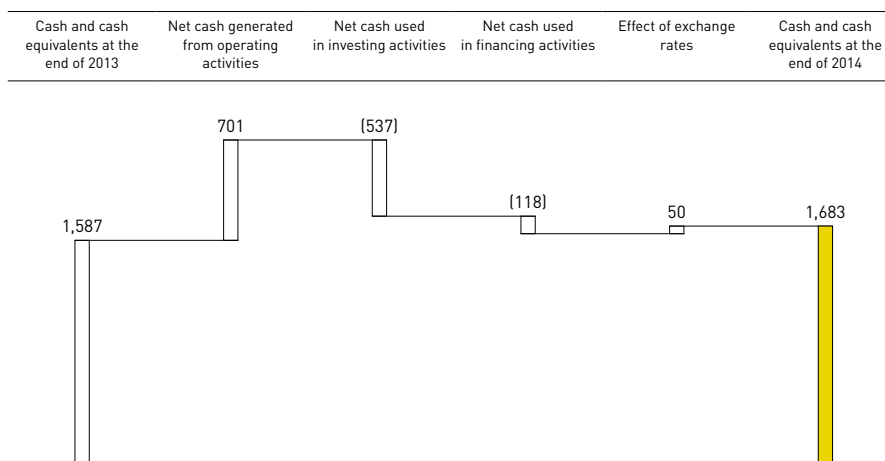 Cash and cash
equivalents at the
end of 2013
Net cash generated
from operating
activities
Net cash used
in investing activities
Net cash used
in financing activities
Effect of exchange
rates
Cash and cash
equivalents at the
end of 2014
1,587
701
(537)
(118)
50
1,683